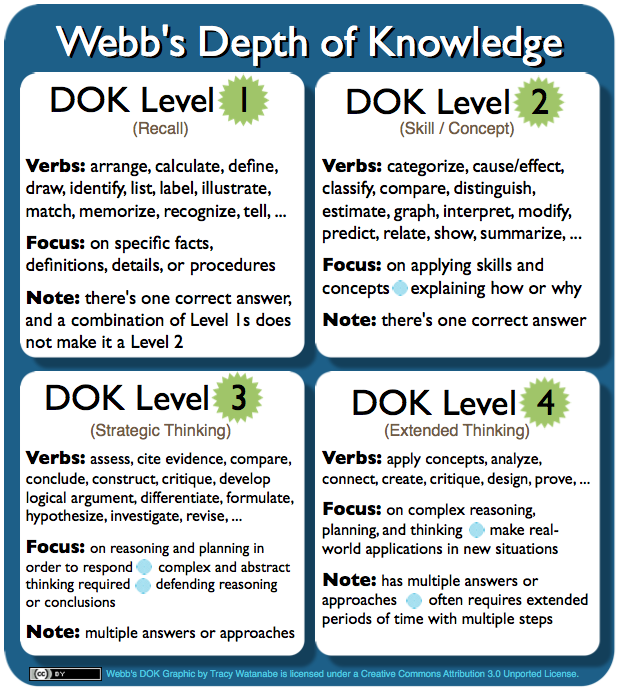 Webb's Depth of Knowledge
DOK Level 1
(Recall)
Verbs: arrange, calculate, define,
draw, identify, list, label, illustrate,
match, memorize, recognize, tell, ...
Focus: on specific facts,
definitions, details, or procedures
Note: there's one correct answer,
and a combination of Level 1s does
not make it a Level 2
DOK Level 2
(Skill / Concept)
Verbs: categorize, cause/effect,
classify, compare, distinguish,
estimate, graph, interpret, modify,
predict, relate, show, summarize, ...
Focus: on applying skills and
concepts explaining how or why
Note: there's one correct answer
DOK Level 3
(Strategic Thinking)
Verbs: assess, cite evidence, compare,
conclude, construct, critique, develop
logical argument, differentiate, formulate,
hypothesize, investigate, revise, ...
Focus: on reasoning and planning in
order to respond complex and abstract
thinking required defending reasoning
or conclusions
Note: multiple answers or approaches
DOK Level 4
(Extended Thinking)
Verbs: apply concepts, analyze,
connect, create, critique, design, prove, ...
Focus: on complex reasoning,
planning, and thinking make real-
world applications in new situations
Note: has multiple answers or
approaches often requires extended
periods of time with multiple steps
cc BY Webb's DOK Graphic by Tracy Watanabe is licensed under a Creative Commons Attribution 3.0 Unported License.